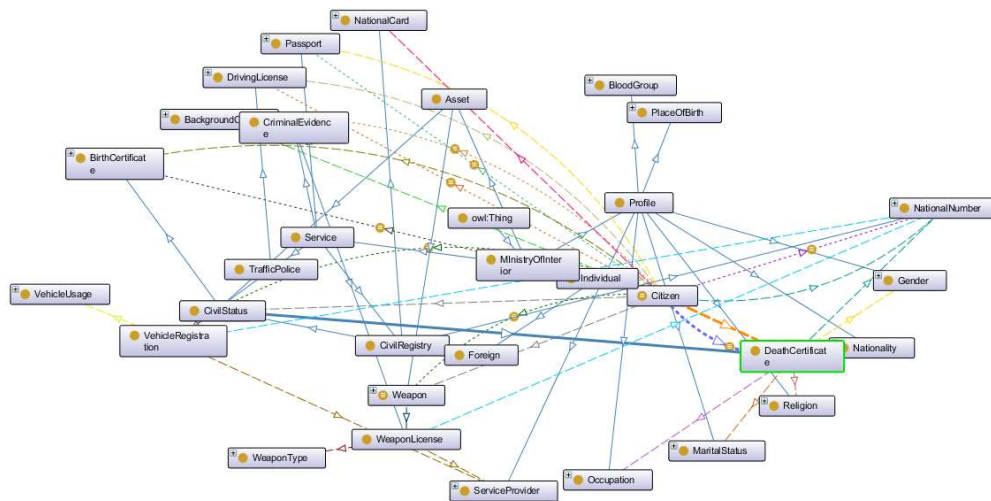 NationalCard
Passport
DrivingLicense
BloodGroup
Asset
PlaceOfBirth
CriminalEvidenc
e
BirthCertificat
e
Profile
NationalNumber
owl:Thing
Service
MInistryOfInter
ior
TrafficPolice
Individual
Gender
Citizen
VehicleUsage
CivilStatus
VehicleRegistra
tion
CivilRegistry
Foreign
DeathCertificat
e
Nationality
Weapon
Religion
WeaponLicense
MaritalStatus
WeaponType
Occupation
ServiceProvider